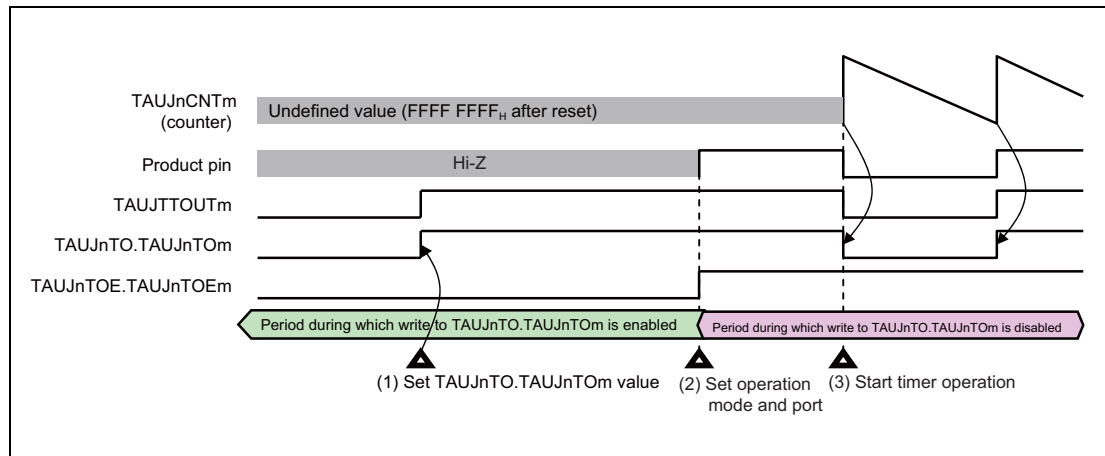 TAUJnCNTm
(counter)
Undefined value (FFFF FFFFH after reset)
Product pin
Hi-Z
TAUJTTOUTm
TAUJnTO.TAUJnTOm
TAUJnTOE.TAUJnTOEm
Period during which write to TAUJnTO.TAUJnTOm is enabled
Period during which write to TAUJnTO.TAUJnTOm is disabled
(1) Set TAUJnTO.TAUJnTOm value
(2) Set operation
mode and port
(3) Start timer operation